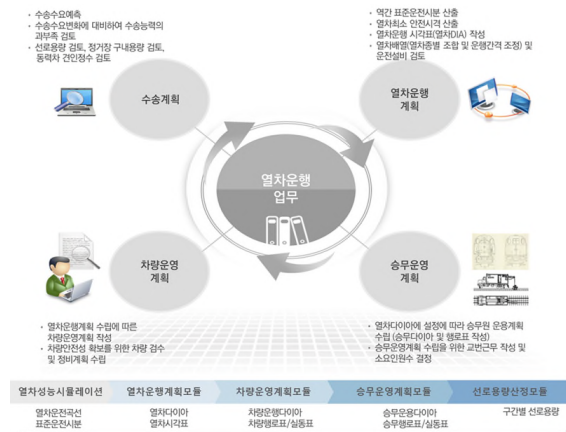 • 수송수요예측
• 수송수요변화에 대비하여 수송능력의
과부족 검토
• 선로용량 검토, 정거장 구내용량 검토,
동력차 견인정수 검토
• 역간 표준운전시분 산출
• 열차최소 안전시격 산출
• 열차운행 시각표(열차DIA) 작성
• 열차배열(열차종별 조합 및 운행간격 조정) 및
운전설비 검토
수송계획
열차운행
계획
열차운행
업무
차량운영
계획
승무운영
계획
• 열차운행계획 수립에 따른
차량운영계획 작성
• 차량안전성 확보를 위한 차량 검수
및 정비계획 수립
• 열차다이아에 설정에 따라 승무원 운용계획
수립 (승무다이아 및 행로표 작성)
• 승무운영계획 수립을 위한 교번근무 작성 및
소요인원수 결정
열차성능시뮬레이션
열차운행계획모듈
차량운영계획모듈
승무운영계획모듈
선로용량산정모듈
열차운전곡선
표준운전시분
열차다이아
열차시각표
차량운행다이아
차량행로표/실동표
승무운용다이아
승무행로표/실동표
구간별 선로용량